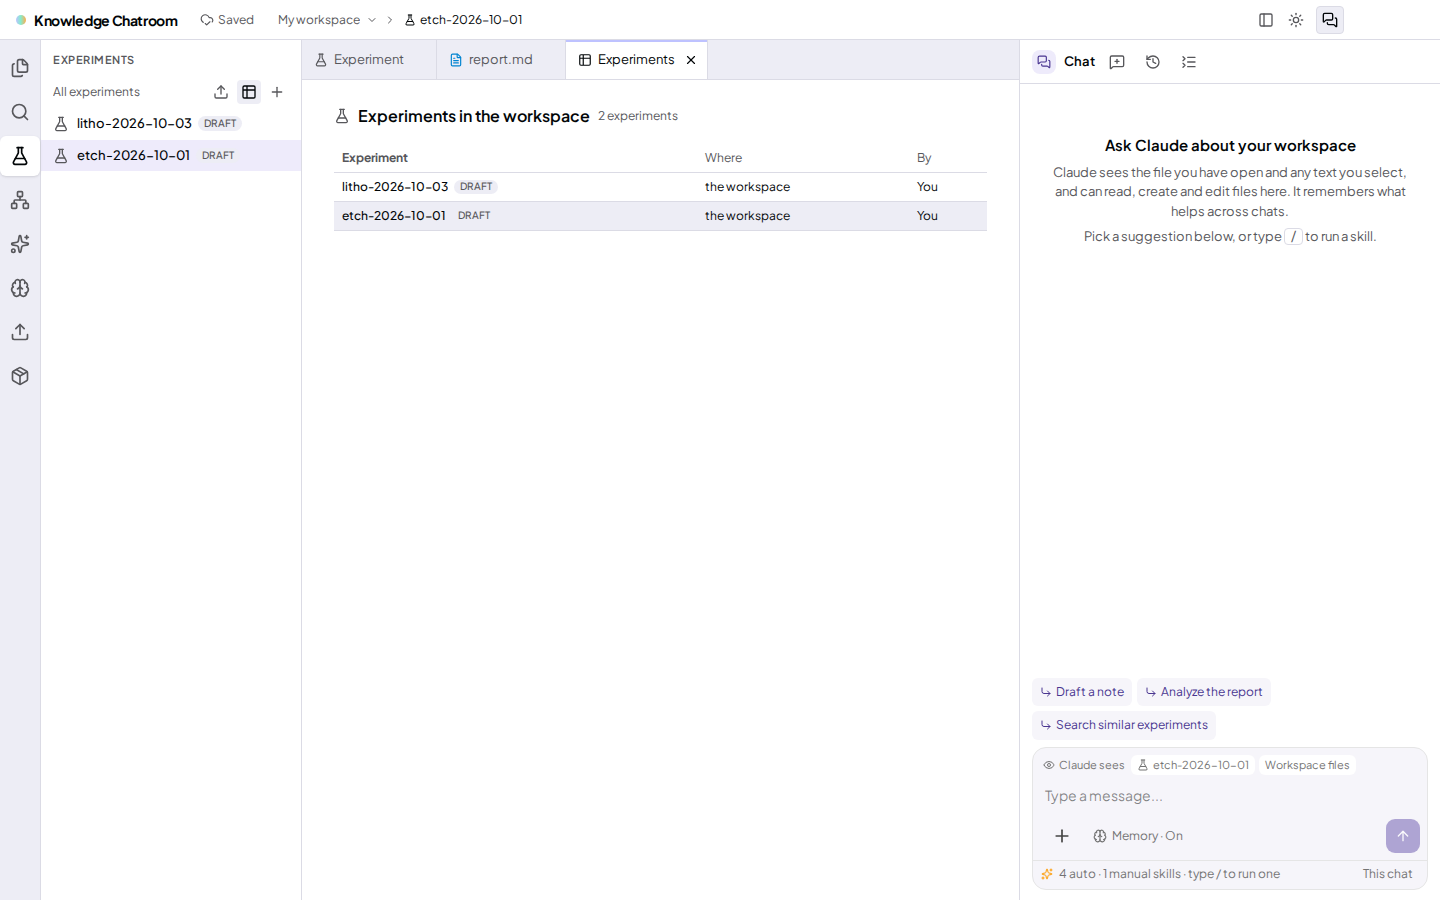 Knowledge Chatroom
Saved
My workspace
etch-2026-10-01
EXPERIMENTS
All experiments
litho-2026-10-03 DRAFT
etch-2026-10-01 DRAFT
Experiment
report.md
Experiments
Experiments in the workspace 2 experiments
Experiment Where By
litho-2026-10-03 DRAFT the workspace You
etch-2026-10-01 DRAFT the workspace You
Chat
Ask Claude about your workspace
Claude sees the file you have open and any text you select,
and can read, create and edit files here. It remembers what
helps across chats.
Pick a suggestion below, or type / to run a skill.
Draft a note
Analyze the report
Search similar experiments
Claude sees etch-2026-10-01 Workspace files
Type a message...
Memory · On
4 auto · 1 manual skills · type / to run one
This chat